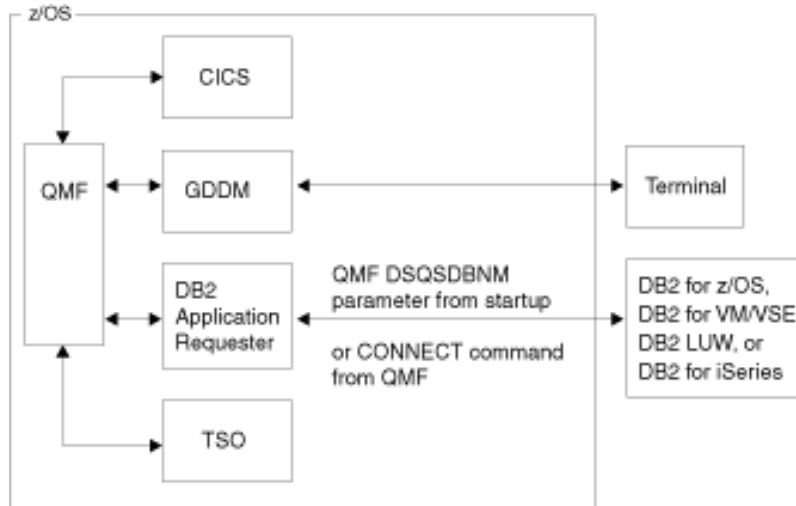 z/OS
CICS
QMF
GDDM
Terminal
DB2
Application
Requester
QMF DSQSDBNM
parameter from startup
or CONNECT command
from QMF
DB2 for z/OS,
DB2 for VM/VSE
DB2 LUW, or
DB2 for iSeries
TSO